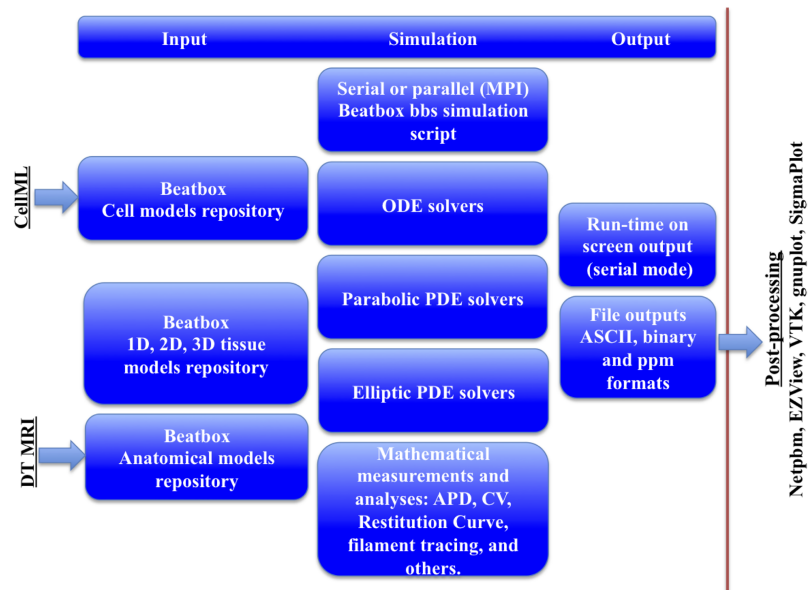 Input
Simulation
Output
CellML
DT MRI
Beatbox
Cell models repository
Beatbox
1D, 2D, 3D tissue
models repository
Beatbox
Anatomical models
repository
Serial or parallel (MPI)
Beatbox bbs simulation
script
ODE solvers
Parabolic PDE solvers
Elliptic PDE solvers
Mathematical
measurements and
analyses: APD, CV,
Restitution Curve,
filament tracing, and
others.
Run-time on
screen output
(serial mode)
File outputs
ASCII, binary
and ppm
formats
Post-processing
Netpbm, EZView, VTK, gnuplot, SigmaPlot